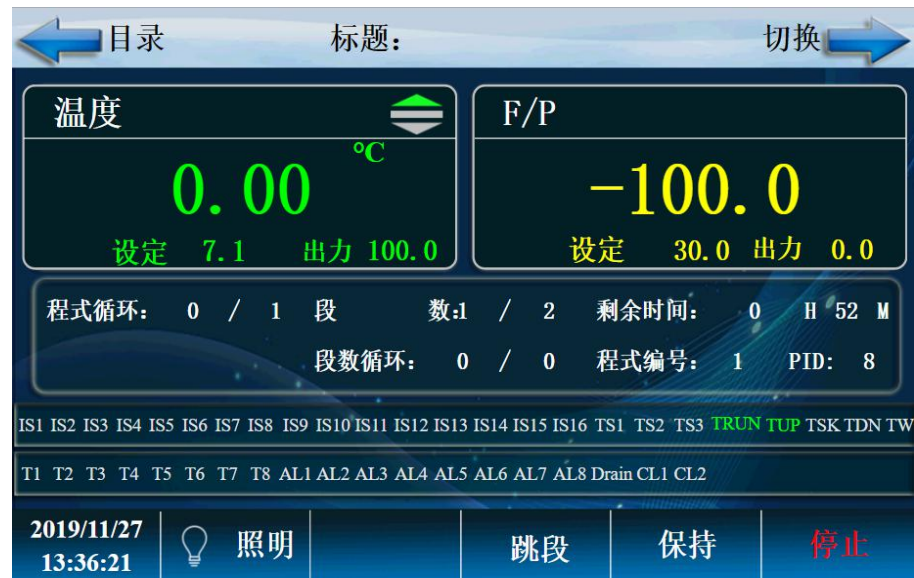 目录 标题： 切换
温度 F/P
℃
0.00 -100.0
设定 7.1 出力 100.0 设定 30.0 出力 0.0
程式循环： 0 / 1 段 数:1 / 2 剩余时间： 0 H 52 M
段数循环： 0 / 0 程式编号： 1 PID: 8
IS1 IS2 IS3 IS4 IS5 IS6 IS7 IS8 IS9 IS10 IS11 IS12 IS13 IS14 IS15 IS16 TS1 TS2 TS3 TRUN TUP TSK TDN TW
T1 T2 T3 T4 T5 T6 T7 T8 AL1 AL2 AL3 AL4 AL5 AL6 AL7 AL8 Drain CL1 CL2
2019/11/27
13:36:21 照明 跳段 保持 停止